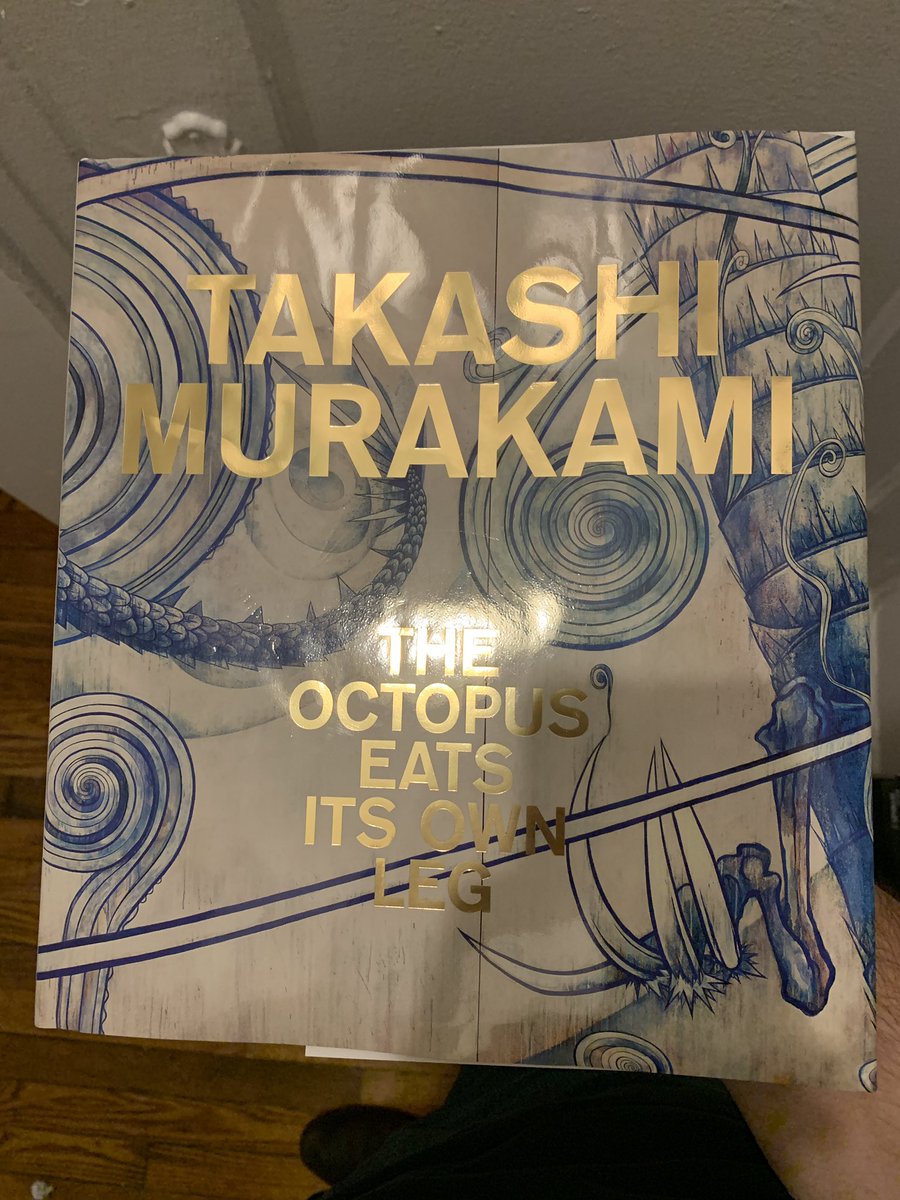 TAKASHI
MURAKAMI
THE
OCTOPUS
EATS
ITS OWN
LEG